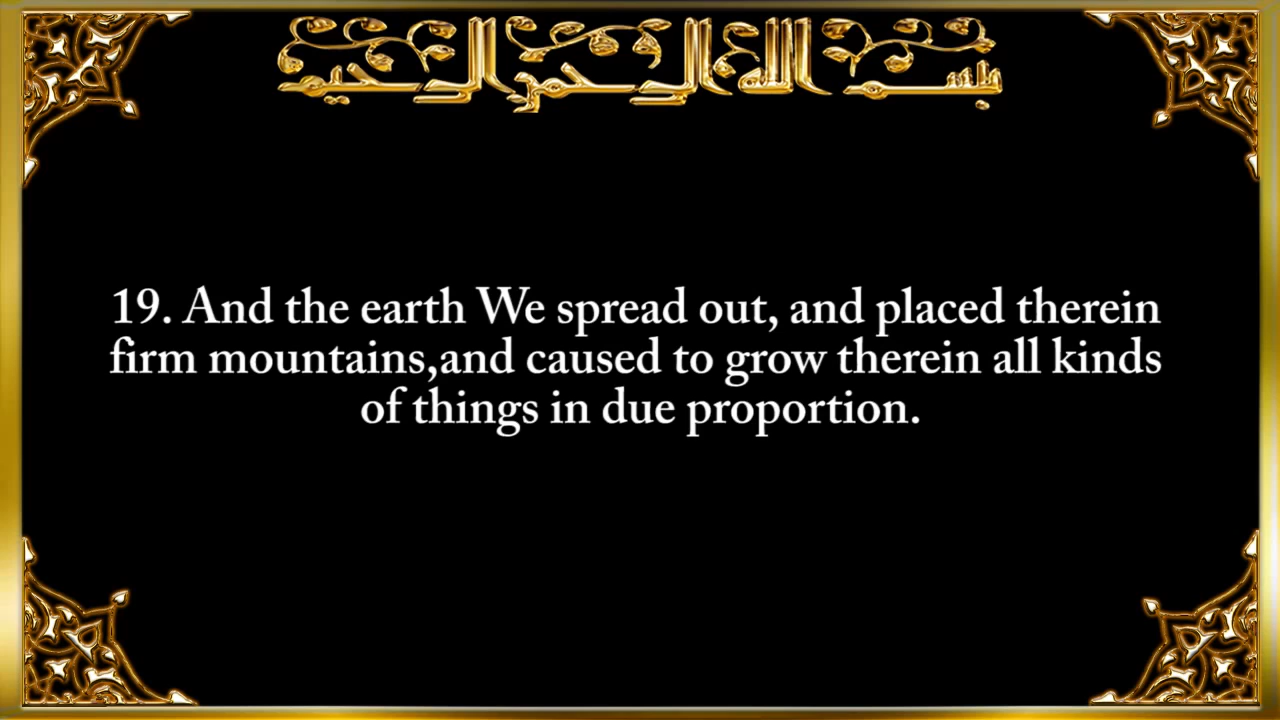 بسم الله الرحمن الرحيم
19. And the earth We spread out, and placed therein
firm mountains,and caused to grow therein all kinds
of things in due proportion.